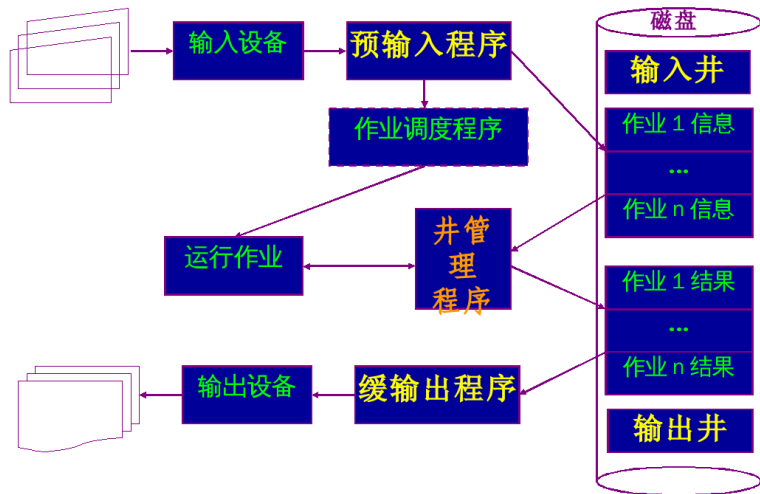 磁盘
输入设备
预输入程序
输入井
作业调度程序
作业1信息
...
作业n信息
井管
理
程序
运行作业
作业1结果
...
作业n结果
输出设备
缓输出程序
输出井